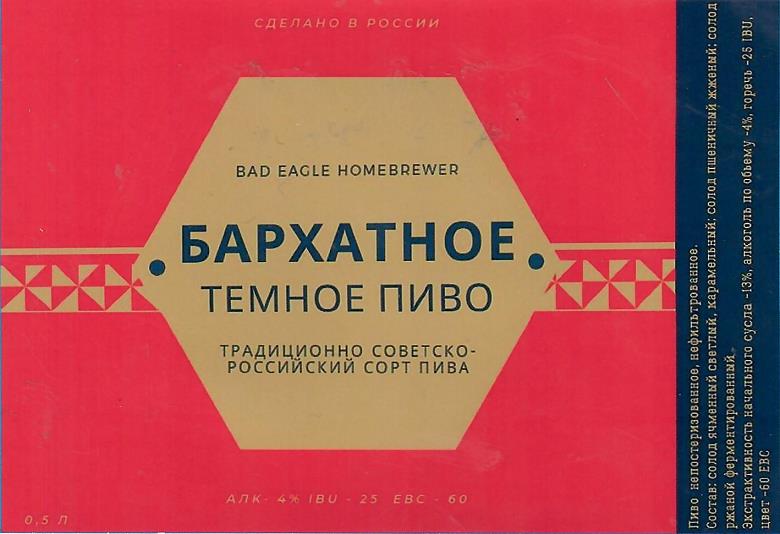 СДЕЛАНО В РОССИИ
BAD EAGLE HOMEBREWER
БАРХАТНОЕ
ТЕМНОЕ ПИВО
ТРАДИЦИОННО СОВЕТСКО-
РОССИЙСКИЙ СОРТ ПИВА
АЛК- 4% IBU - 25 EBC - 60
0,5 Л
Пиво непостеризованное, нефильтрованное.
Состав: солод ячменный светлый, карамельный; солод пшеничный жженый; солод
ржаной ферментированный.
Экстрактивность начального сусла -13%, алкоголь по объему -4%, горечь -25 IBU,
цвет -60 EBC